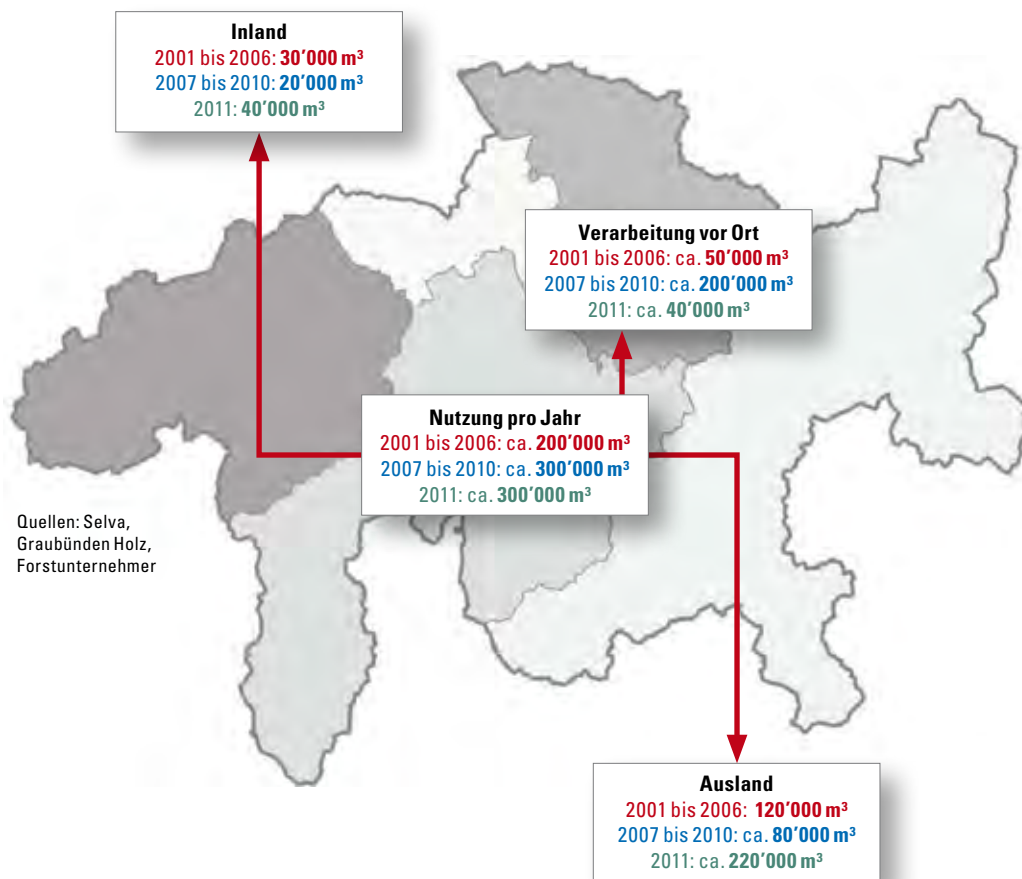 Inland
2001 bis 2006: 30’000 m³
2007 bis 2010: 20’000 m³
2011: 40’000 m³
Verarbeitung vor Ort
2001 bis 2006: ca. 50’000 m³
2007 bis 2010: ca. 200’000 m³
2011: ca. 40’000 m³
Nutzung pro Jahr
2001 bis 2006: ca. 200’000 m³
2007 bis 2010: ca. 300’000 m³
2011: ca. 300’000 m³
Quellen: Selva,
Graubünden Holz,
Forstunternehmer
Ausland
2001 bis 2006: 120’000 m³
2007 bis 2010: ca. 80’000 m³
2011: ca. 220’000 m³